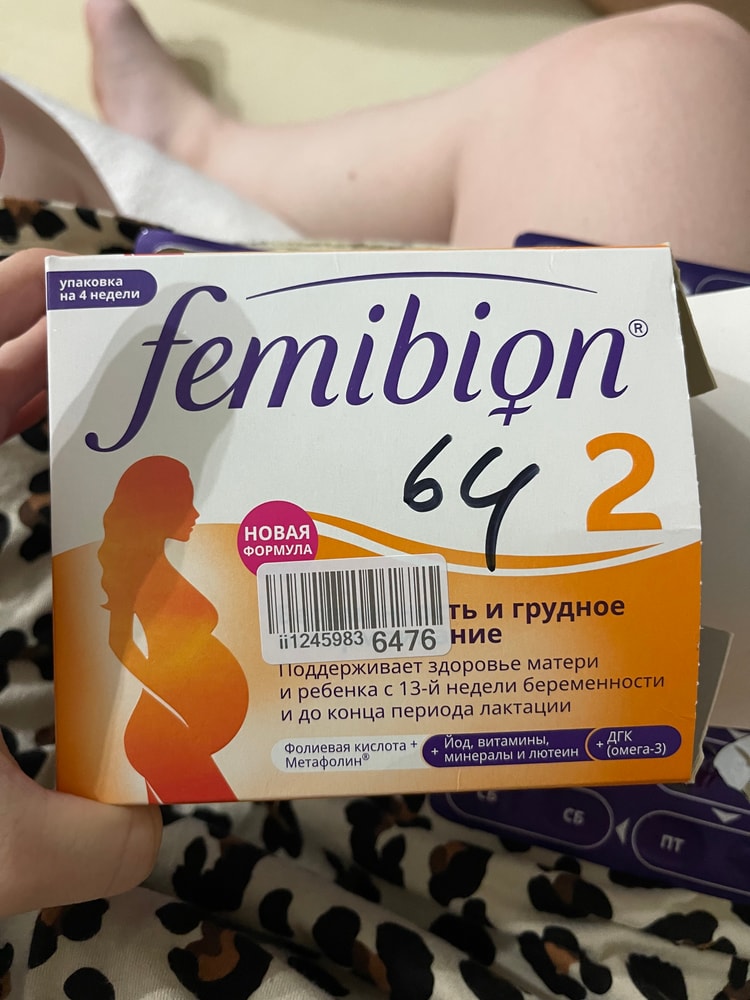 упаковка
на 4 недели
femibion®
64
2
НОВАЯ
ФОРМУЛА
ii1245983 6476
ть и грудное
ние
Поддерживает здоровье матери
и ребенка с 13-й недели беременности
и до конца периода лактации
Фолиевая кислота +
Метафолин®
+ Йод, витамины,
минералы и лютеин
+ ДГК
(омега-3)
СБ
СБ
ПТ